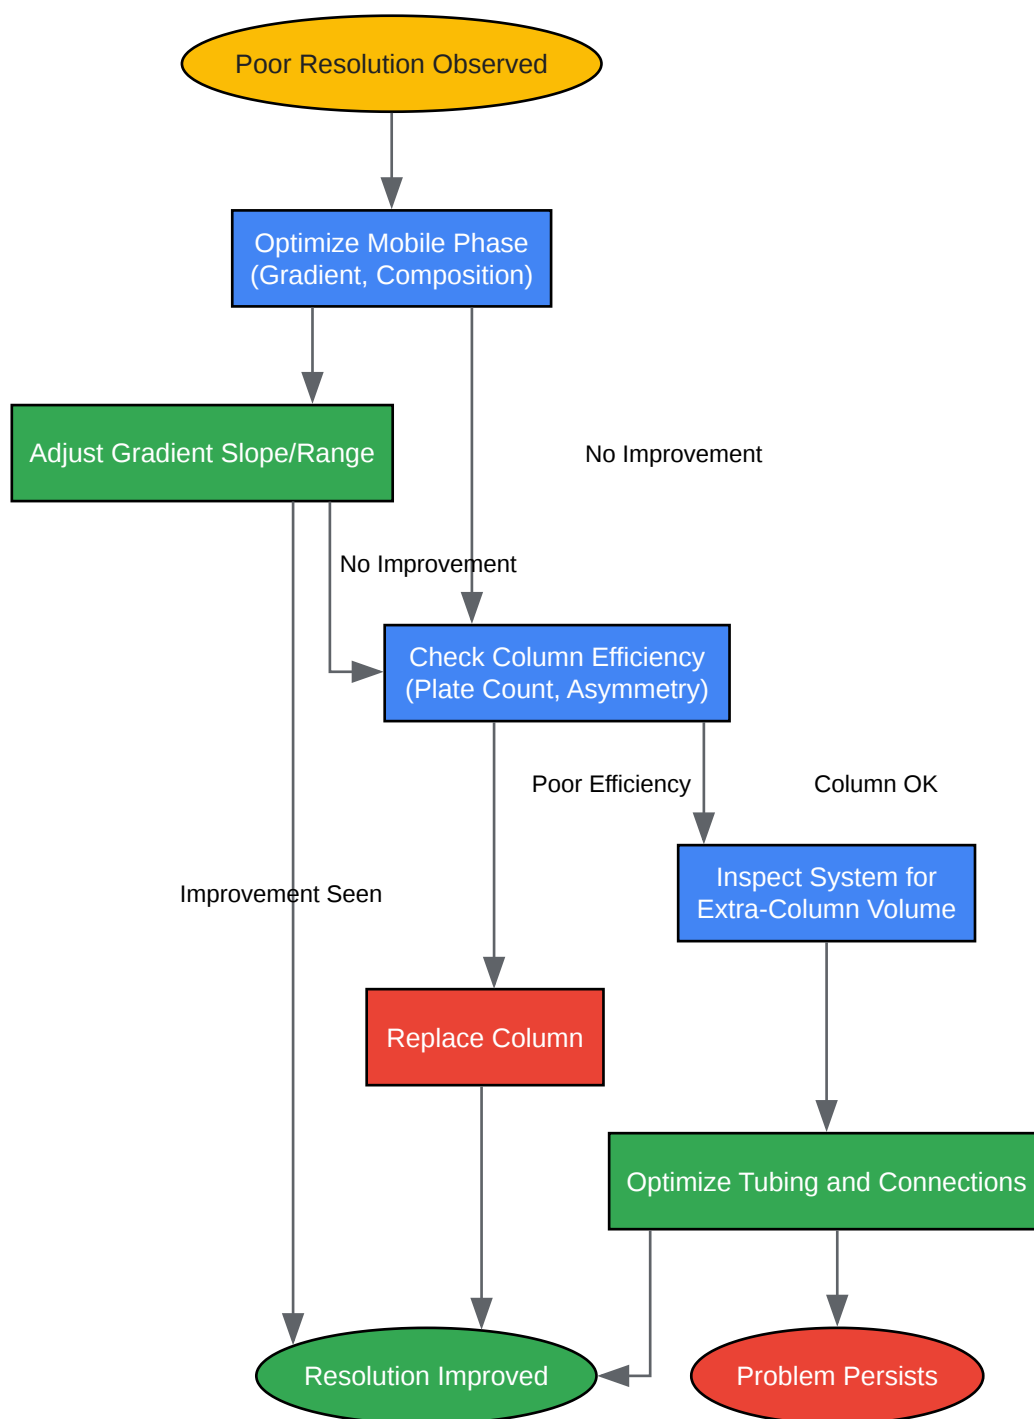 Poor Resolution Observed
Optimize Mobile Phase
(Gradient, Composition)
Adjust Gradient Slope/Range
No Improvement
No Improvement
Check Column Efficiency
(Plate Count, Asymmetry)
Poor Efficiency
Column OK
Inspect System for
Extra-Column Volume
Improvement Seen
Replace Column
Optimize Tubing and Connections
Resolution Improved
Problem Persists